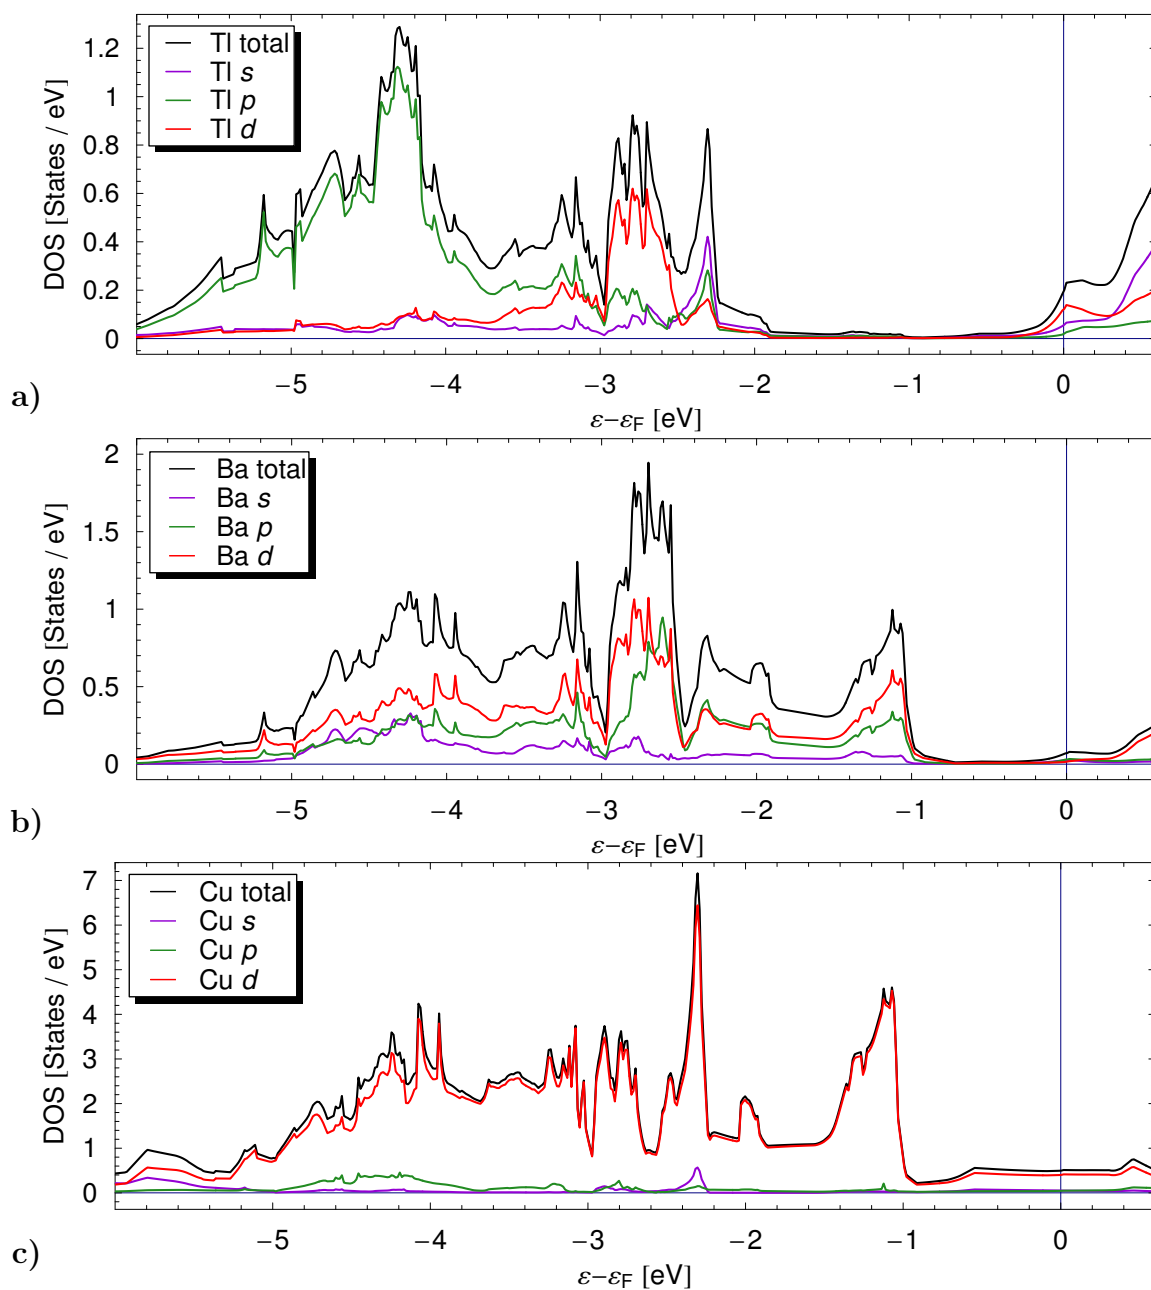 Tl total
Tl s
Tl p
Tl d
DOS [States / eV]
1.2
1
0.8
0.6
0.4
0.2
0
−5 −4 −3 −2 −1 0
ε−εF [eV]
a)
Ba total
Ba s
Ba p
Ba d
DOS [States / eV]
2
1.5
1
0.5
0
−5 −4 −3 −2 −1 0
ε−εF [eV]
b)
Cu total
Cu s
Cu p
Cu d
DOS [States / eV]
7
6
5
4
3
2
1
0
−5 −4 −3 −2 −1 0
ε−εF [eV]
c)